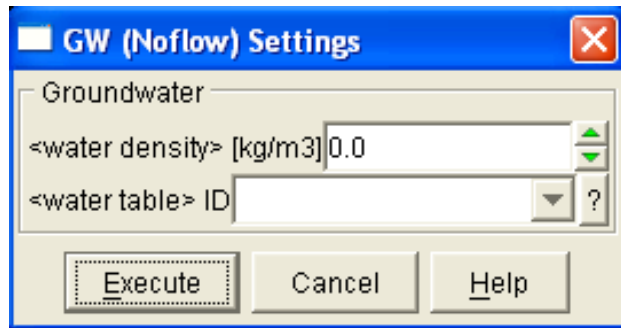 GW (Noflow) Settings
Groundwater
<water density> [kg/m3] 0.0
<water table> ID ?
Execute Cancel Help